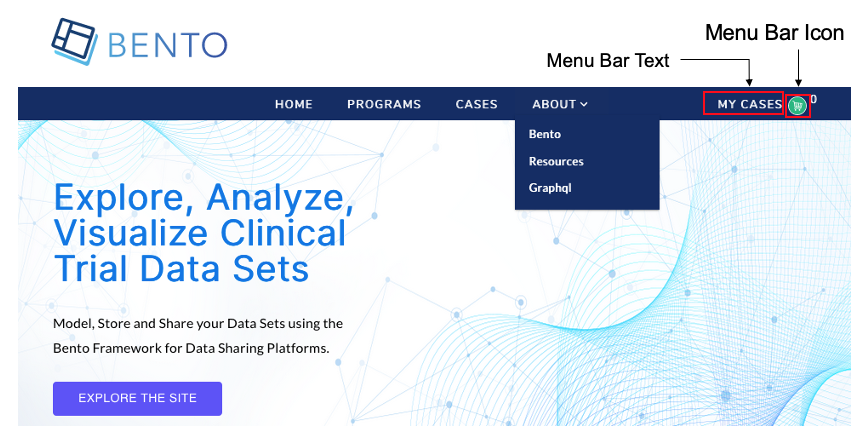 BENTO
Menu Bar Icon
Menu Bar Text
HOME PROGRAMS CASES ABOUT MY CASES 0
Bento
Resources
Graphql
Explore, Analyze,
Visualize Clinical
Trial Data Sets
Model, Store and Share your Data Sets using the
Bento Framework for Data Sharing Platforms.
EXPLORE THE SITE